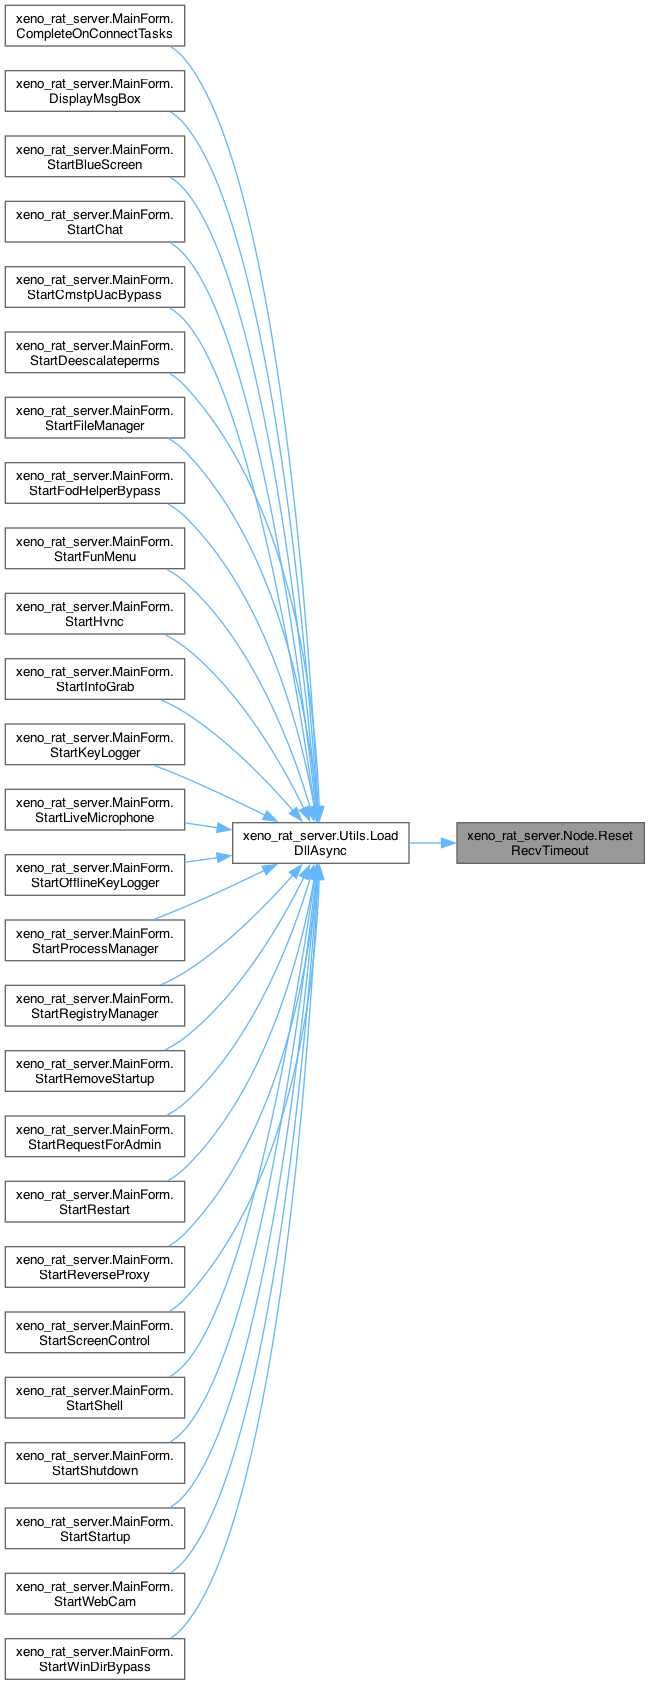 xeno_rat_server.MainForm.
CompleteOnConnectTasks
xeno_rat_server.MainForm.
DisplayMsgBox
xeno_rat_server.MainForm.
StartBlueScreen
xeno_rat_server.MainForm.
StartChat
xeno_rat_server.MainForm.
StartCmstpUacBypass
xeno_rat_server.MainForm.
StartDeescalateperms
xeno_rat_server.MainForm.
StartFileManager
xeno_rat_server.MainForm.
StartFodHelperBypass
xeno_rat_server.MainForm.
StartFunMenu
xeno_rat_server.MainForm.
StartHvnc
xeno_rat_server.MainForm.
StartInfoGrab
xeno_rat_server.MainForm.
StartKeyLogger
xeno_rat_server.MainForm.
StartLiveMicrophone
xeno_rat_server.MainForm.
StartOfflineKeyLogger
xeno_rat_server.MainForm.
StartProcessManager
xeno_rat_server.MainForm.
StartRegistryManager
xeno_rat_server.MainForm.
StartRemoveStartup
xeno_rat_server.MainForm.
StartRequestForAdmin
xeno_rat_server.MainForm.
StartRestart
xeno_rat_server.MainForm.
StartReverseProxy
xeno_rat_server.MainForm.
StartScreenControl
xeno_rat_server.MainForm.
StartShell
xeno_rat_server.MainForm.
StartShutdown
xeno_rat_server.MainForm.
StartStartup
xeno_rat_server.MainForm.
StartWebCam
xeno_rat_server.MainForm.
StartWinDirBypass
xeno_rat_server.Utils.Load
DllAsync
xeno_rat_server.Node.Reset
RecvTimeout